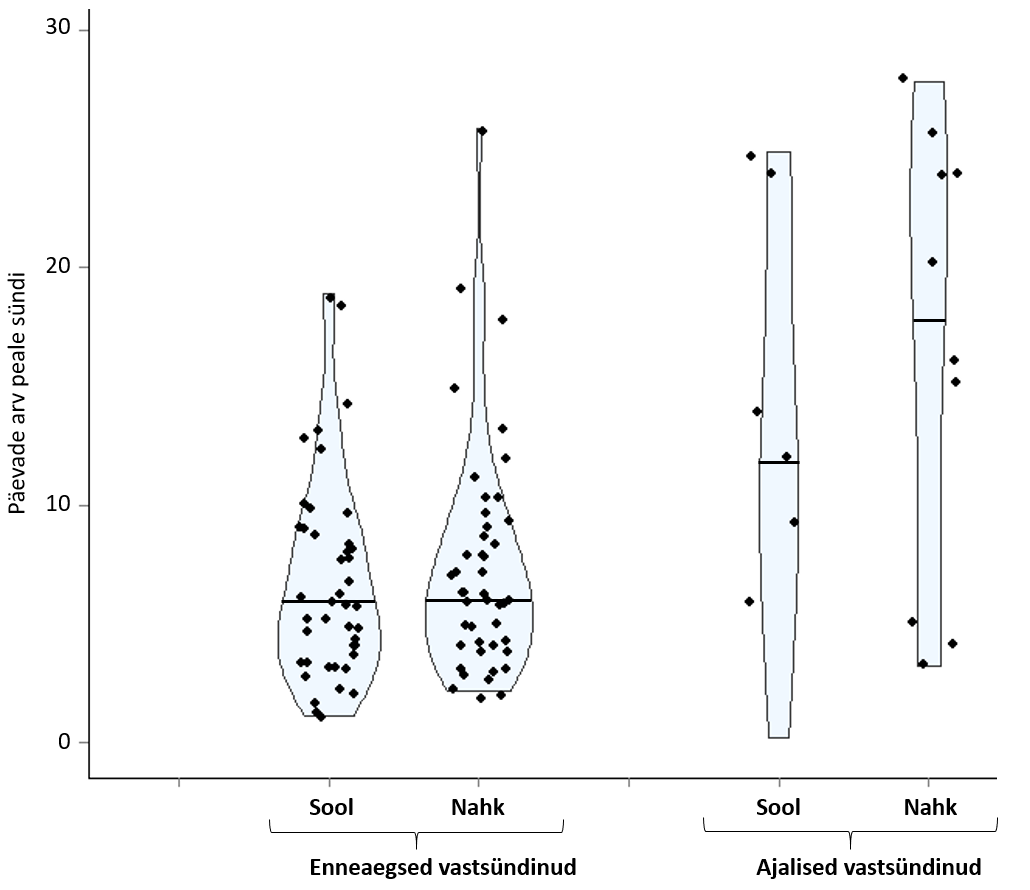 Päevade arv peale sündi
30
20
10
0
Sool Nahk Sool Nahk
Enneaegsed vastsündinud Ajalised vastsündinud